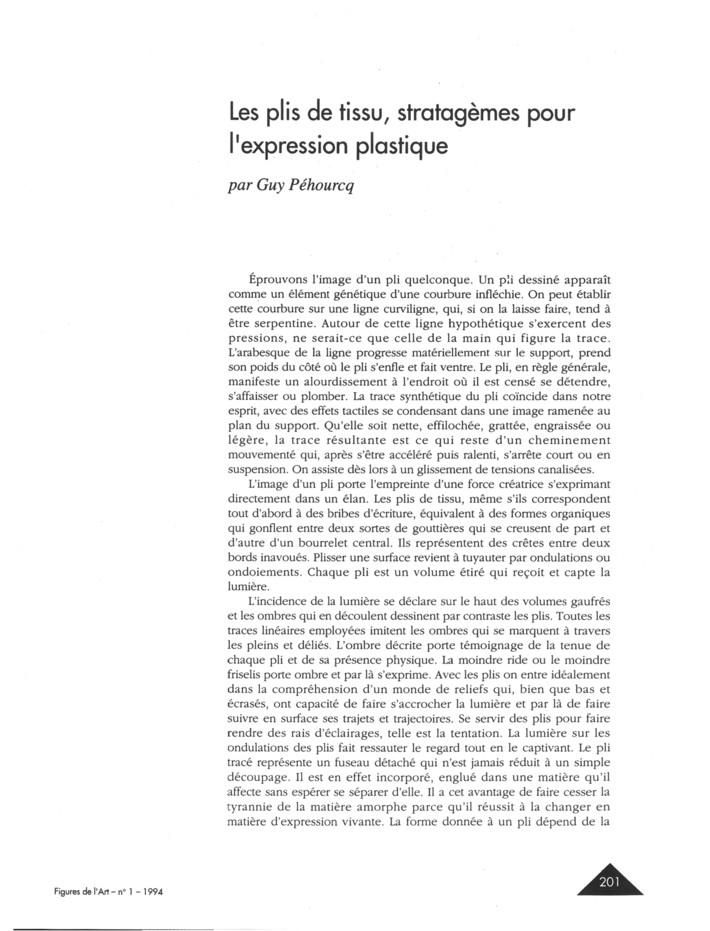 Les plis de tissu, stratagèmes pour
l'expression plastique
par Guy Péhourcq
Éprouvons l'image d'un pli quelconque. Un pli dessiné apparaît
comme un élément génétique d'une courbure infléchie. On peut établir
cette courbure sur une ligne curviligne, qui, si on la laisse faire, tend à
être serpentine. Autour de cette ligne hypothétique s'exercent des
pressions, ne serait-ce que celle de la main qui figure la trace.
L'arabesque de la ligne progresse matériellement sur le support, prend
son poids du côté où le pli s'enfle et fait ventre. Le pli, en règle générale,
manifeste un alourdissement à l'endroit où il est censé se détendre,
s'affaisser ou plomber. La trace synthétique du pli coïncide dans notre
esprit, avec des effets tactiles se condensant dans une image ramenée au
plan du support. Qu'elle soit nette, effilochée, grattée, engraissée ou
légère, la trace résultante est ce qui reste d'un cheminement
mouvementé qui, après s'être accéléré puis ralenti, s'arrête court ou en
suspension. On assiste dès lors à un glissement de tensions canalisées.
L'image d'un pli porte l'empreinte d'une force créatrice s'exprimant
directement dans un élan. Les plis de tissu, même s'ils correspondent
tout d'abord à des bribes d'écriture, équivalent à des formes organiques
qui gonflent entre deux sortes de gouttières qui se creusent de part et
d'autre d'un bourrelet central. Ils représentent des crêtes entre deux
bords inavoués. Plisser une surface revient à tuyauter par ondulations ou
ondoiements. Chaque pli est un volume étiré qui reçoit et capte la
lumière.
L'incidence de la lumière se déclare sur le haut des volumes gaufrés
et les ombres qui en découlent dessinent par contraste les plis. Toutes les
traces linéaires employées imitent les ombres qui se marquent à travers
les pleins et déliés. L'ombre décrite porte témoignage de la tenue de
chaque pli et de sa présence physique. La moindre ride ou le moindre
friselis porte ombre et par là s'exprime. Avec les plis on entre idéalement
dans la compréhension d'un monde de reliefs qui, bien que bas et
écrasés, ont capacité de faire s'accrocher la lumière et par là de faire
suivre en surface ses trajets et trajectoires. Se servir des plis pour faire
rendre des rais d'éclairages, telle est la tentation. La lumière sur les
ondulations des plis fait ressauter le regard tout en le captivant. Le pli
tracé représente un fuseau détaché qui n'est jamais réduit à un simple
découpage. Il est en effet incorporé, englué dans une matière qu'il
affecte sans espérer se séparer d'elle. Il a cet avantage de faire cesser la
tyrannie de la matière amorphe parce qu'il réussit à la changer en
matière d'expression vivante. La forme donnée à un pli dépend de la
Figures de l'Art – n° 1 – 1994
201